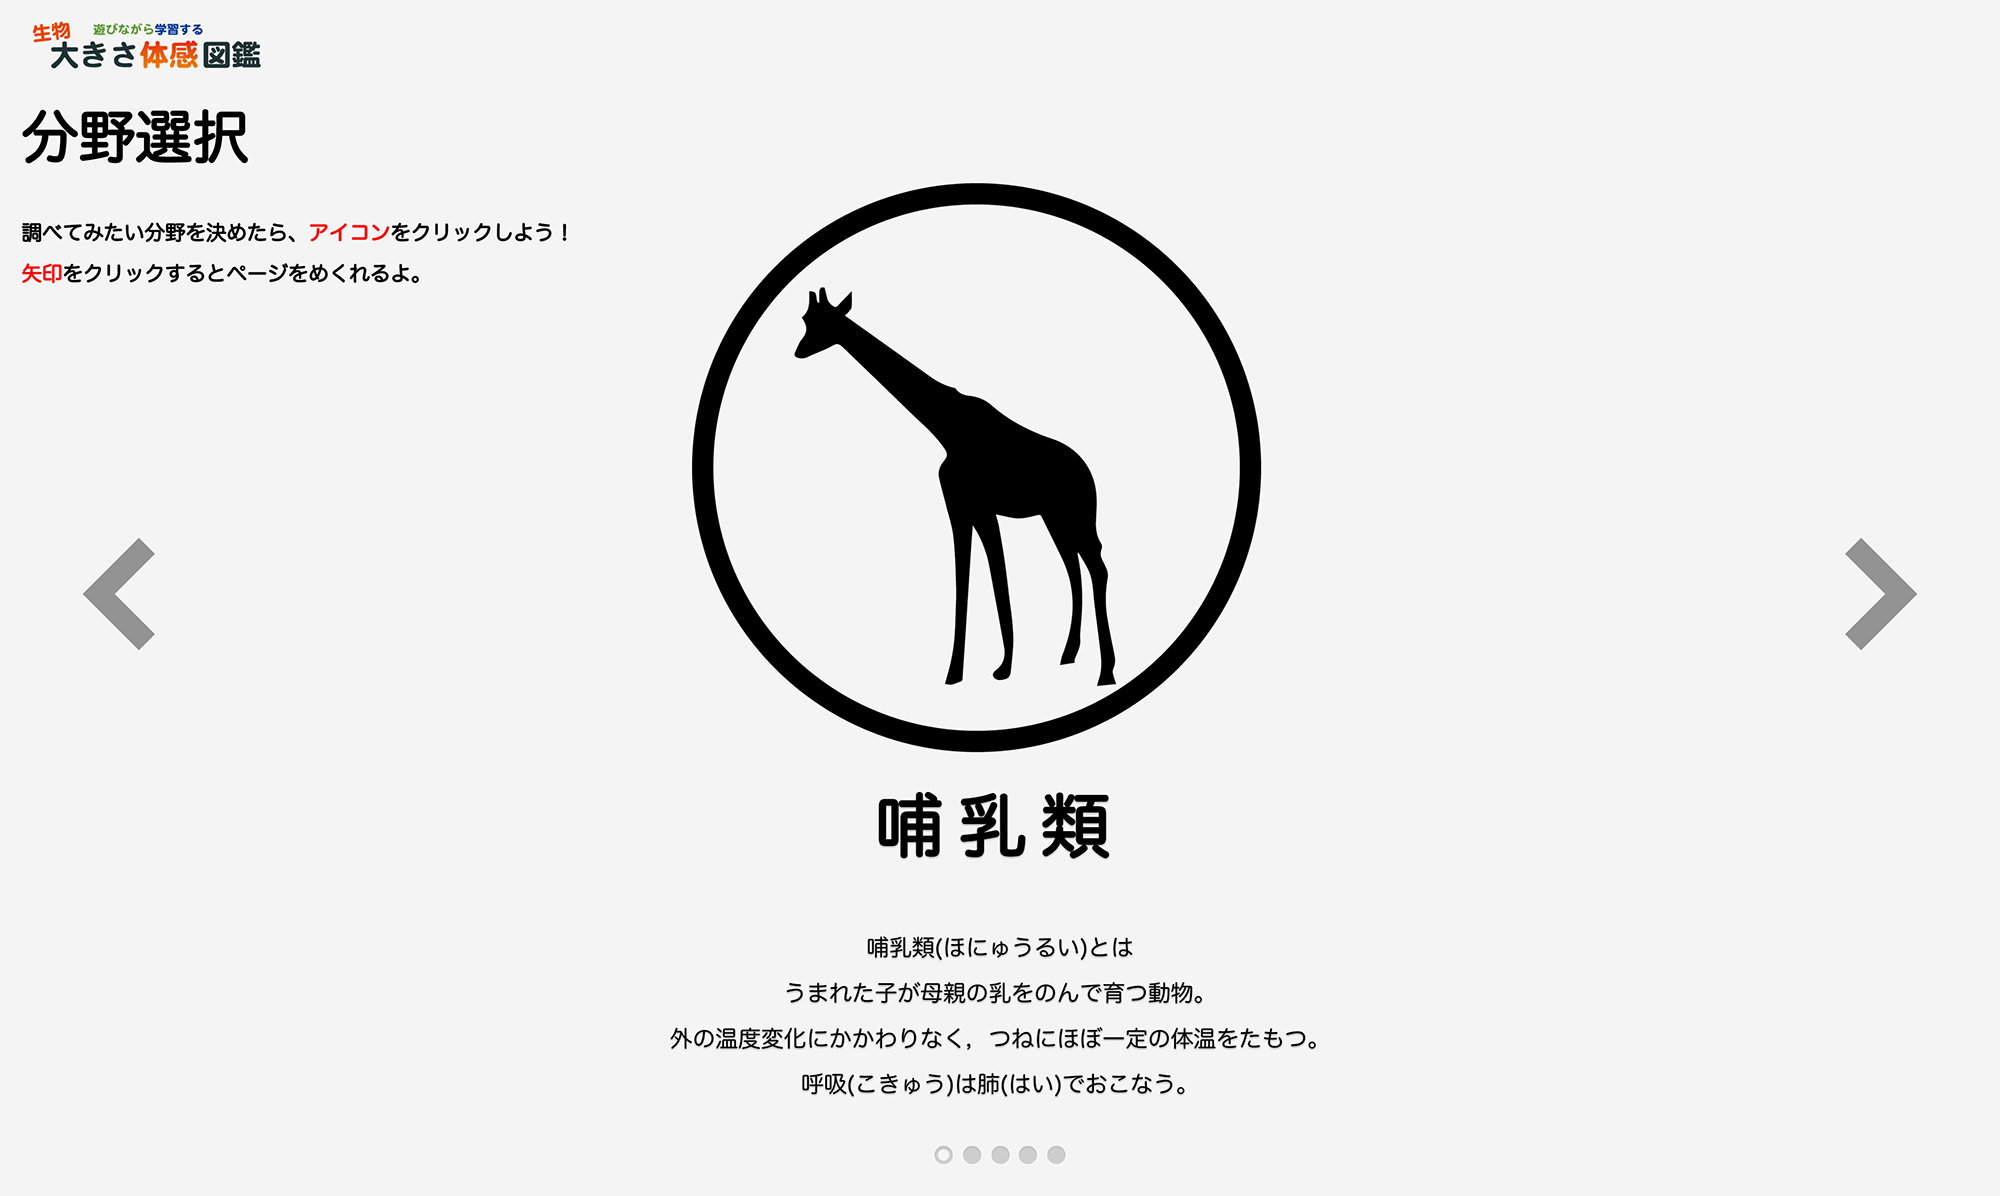 生物 遊びながら学習する
大きさ体感図鑑
分野選択
調べてみたい分野を決めたら、アイコンをクリックしよう！
矢印をクリックするとページをめくれるよ。
哺乳類
哺乳類(ほにゅうるい)とは
うまれた子が母親の乳をのんで育つ動物。
外の温度変化にかかわりなく，つねにほぼ一定の体温をたもつ。
呼吸(こきゅう)は肺(はい)でおこなう。